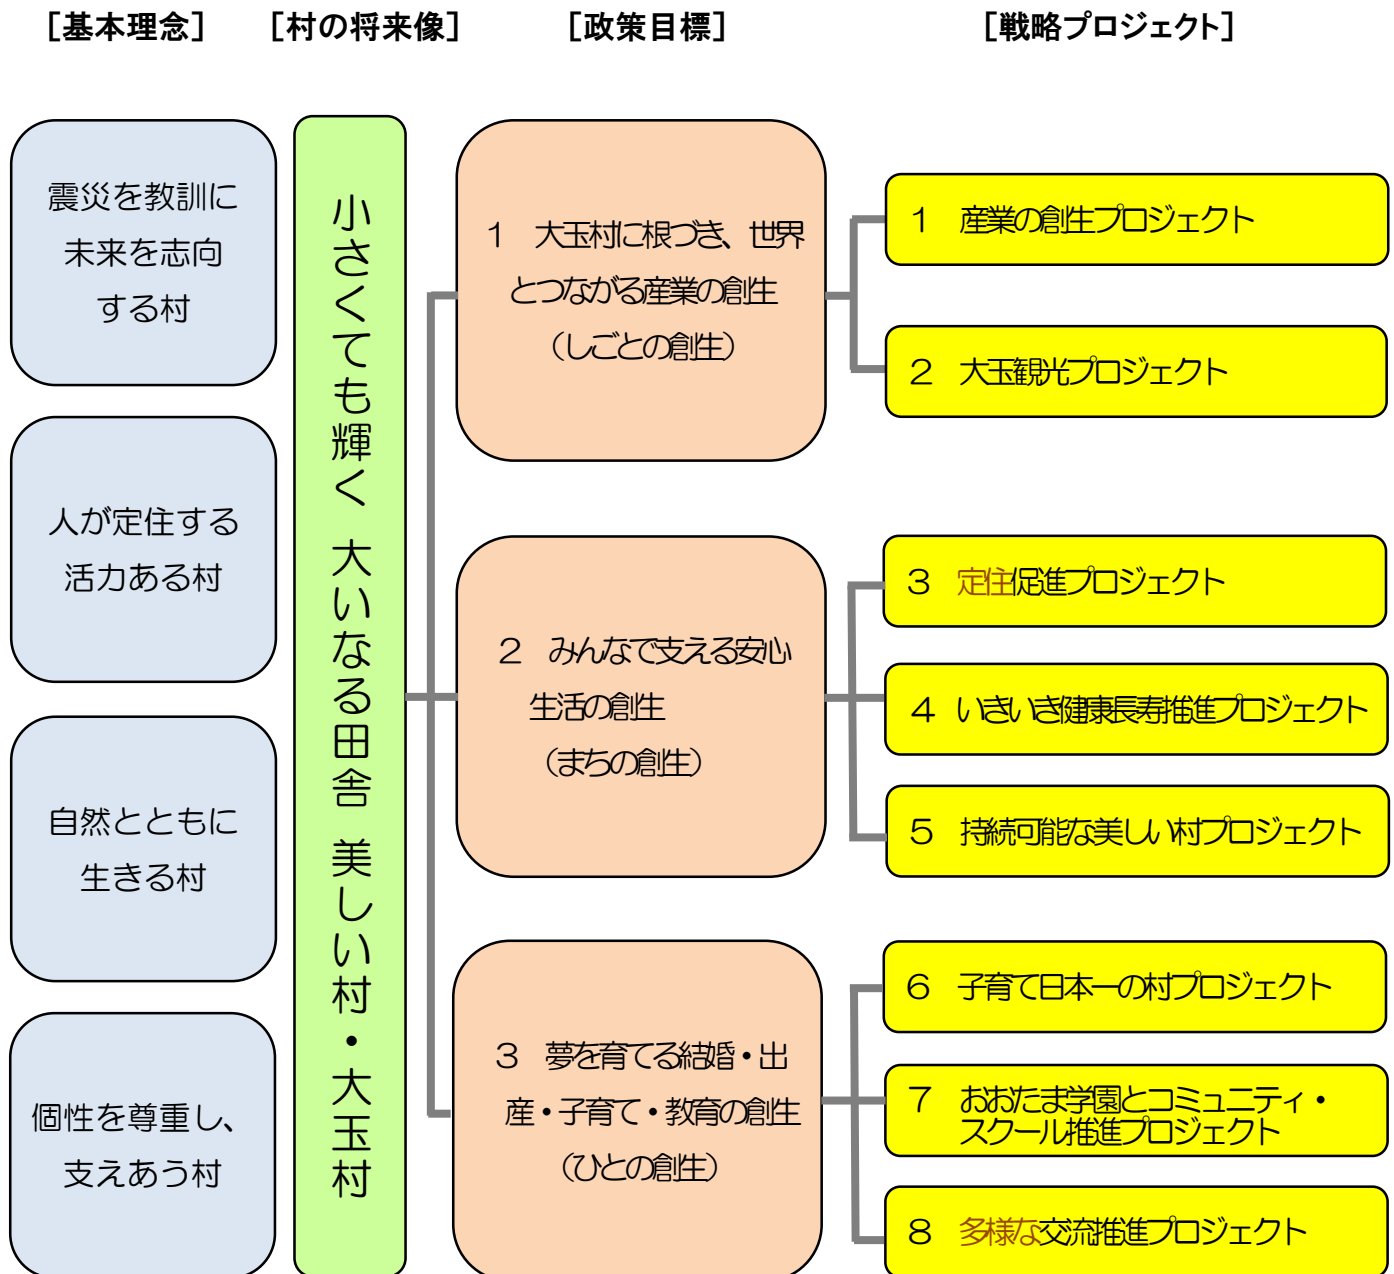 ［基本理念］　［村の将来像］　［政策目標］　［戦略プロジェクト］
震災を教訓に
未来を志向
する村
人が定住する
活力ある村
自然とともに
生きる村
個性を尊重し、
支えあう村
小さくても輝く 大いなる田舎 美しい村・大玉村
１　大玉村に根づき、世界
とつながる産業の創生
（しごとの創生）
２　みんなで支える安心
生活の創生
（まちの創生）
３　夢を育てる結婚・出
産・子育て・教育の創生
（ひとの創生）
１　産業の創生プロジェクト
２　大玉観光プロジェクト
３　定住促進プロジェクト
４　いきいき健康長寿推進プロジェクト
５　持続可能な美しい村プロジェクト
６　子育て日本一の村プロジェクト
７　おおたま学園とコミュニティ・
スクール推進プロジェクト
８　多様な交流推進プロジェクト